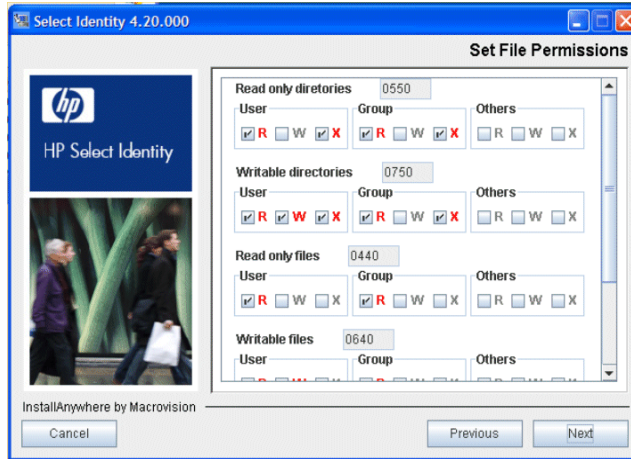 Select Identity 4.20.000
Set File Permissions
hp
HP Select Identity
Read only diretories 0550
User Group Others
R W X R W X R W X
Writable directories 0750
User Group Others
R W X R W X R W X
Read only files 0440
User Group Others
R W X R W X R W X
Writable files 0640
User Group Others
InstallAnywhere by Macrovision
Cancel Previous Next